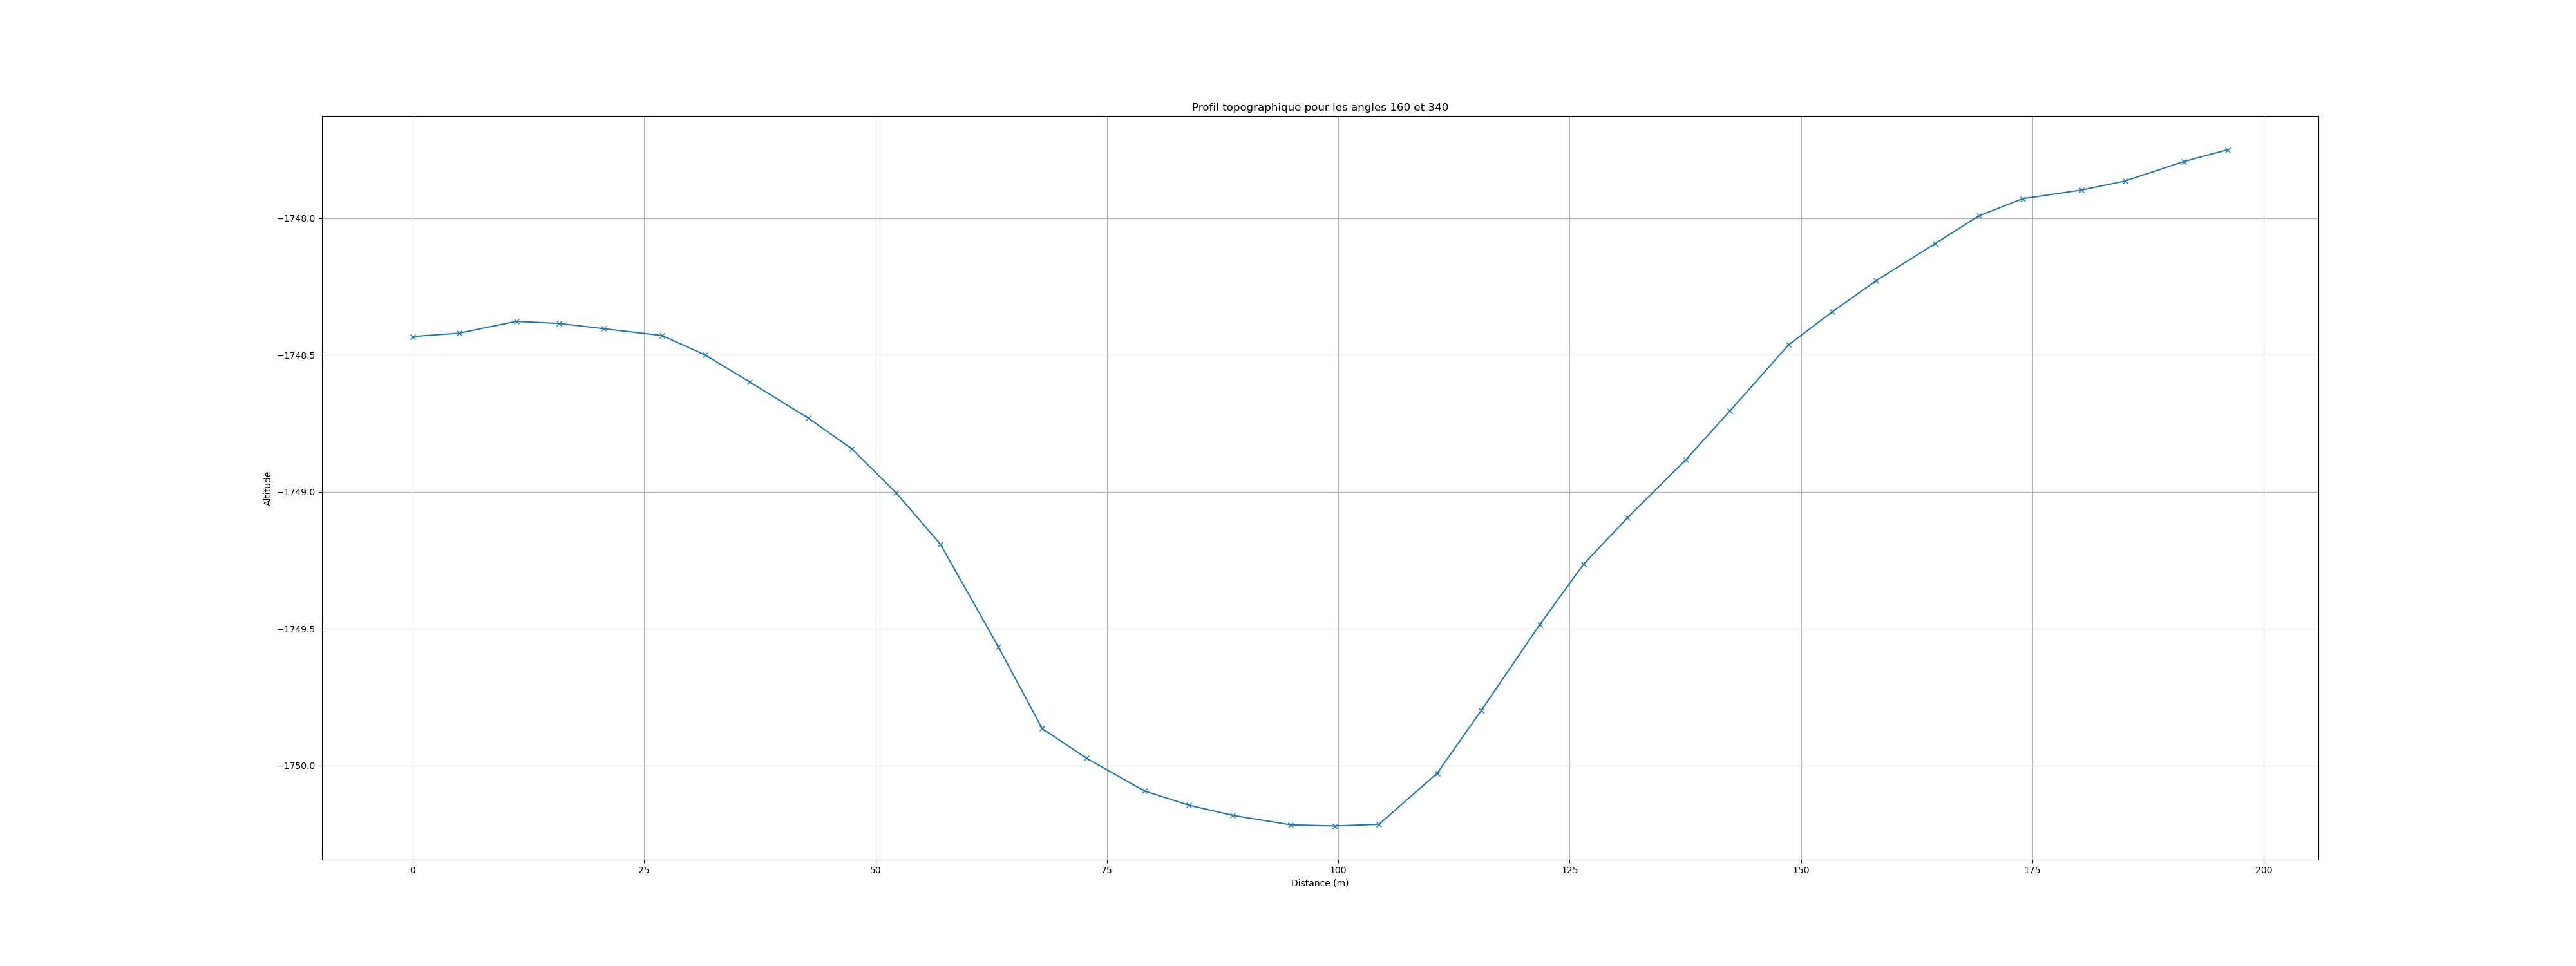 Profil topographique pour les angles 160 et 340
Altitude
−1748.0
−1748.5
−1749.0
−1749.5
−1750.0
0 25 50 75 100 125 150 175 200
Distance (m)